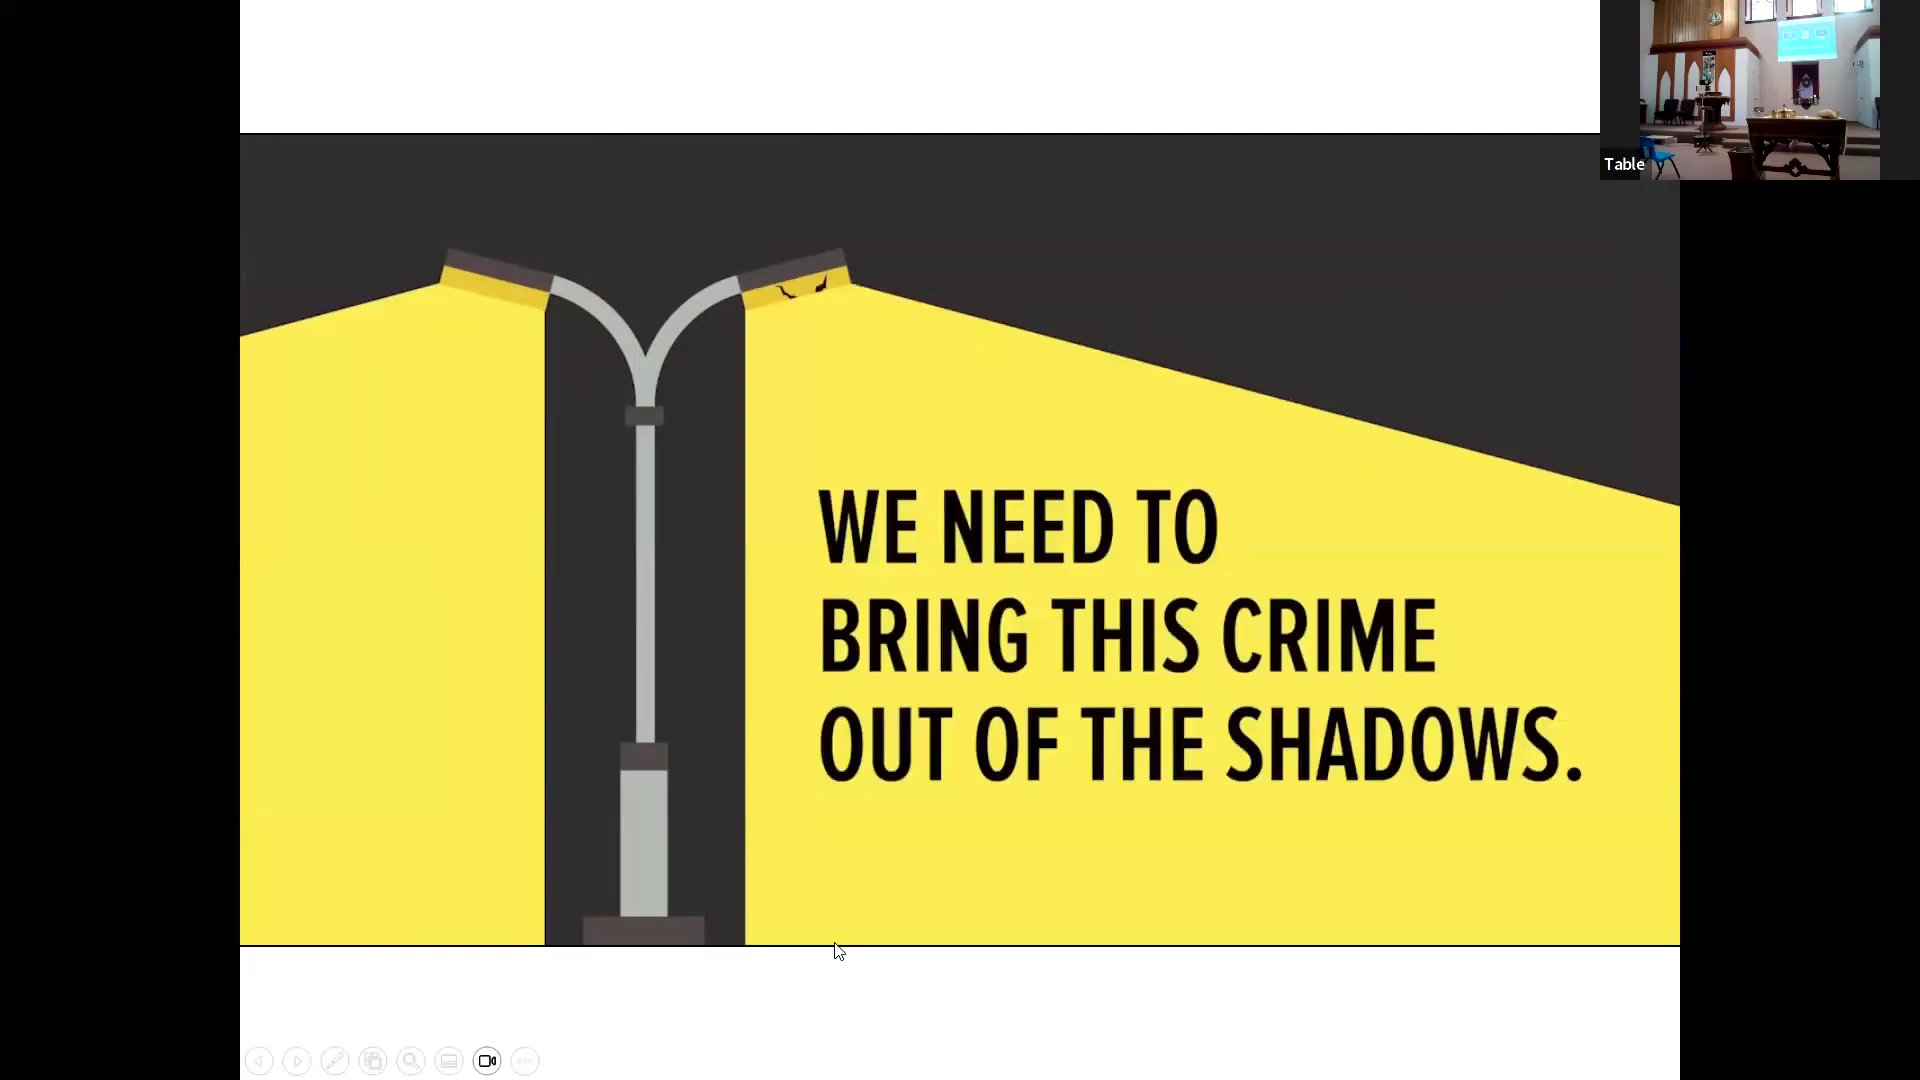 Table
WE NEED TO
BRING THIS CRIME
OUT OF THE SHADOWS.